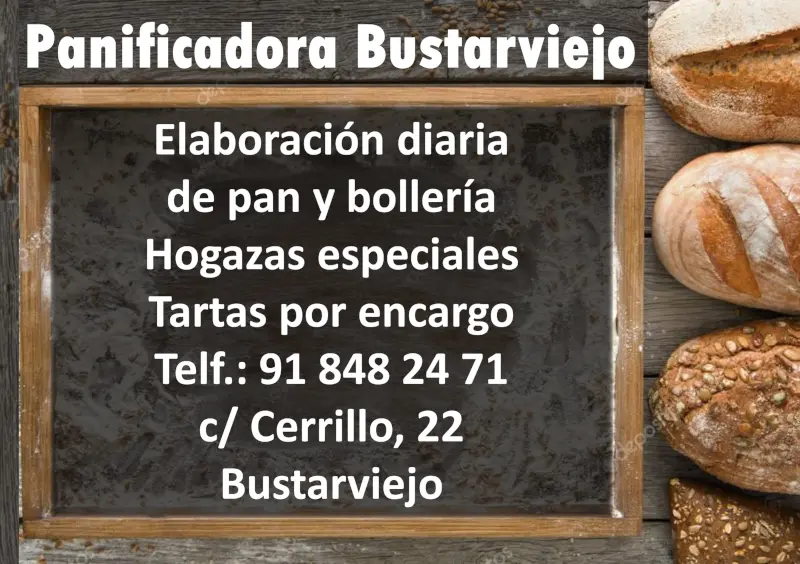 Panificadora Bustarviejo
Elaboración diaria
de pan y bollería
Hogazas especiales
Tartas por encargo
Telf.: 91 848 24 71
c/ Cerrillo, 22
Bustarviejo